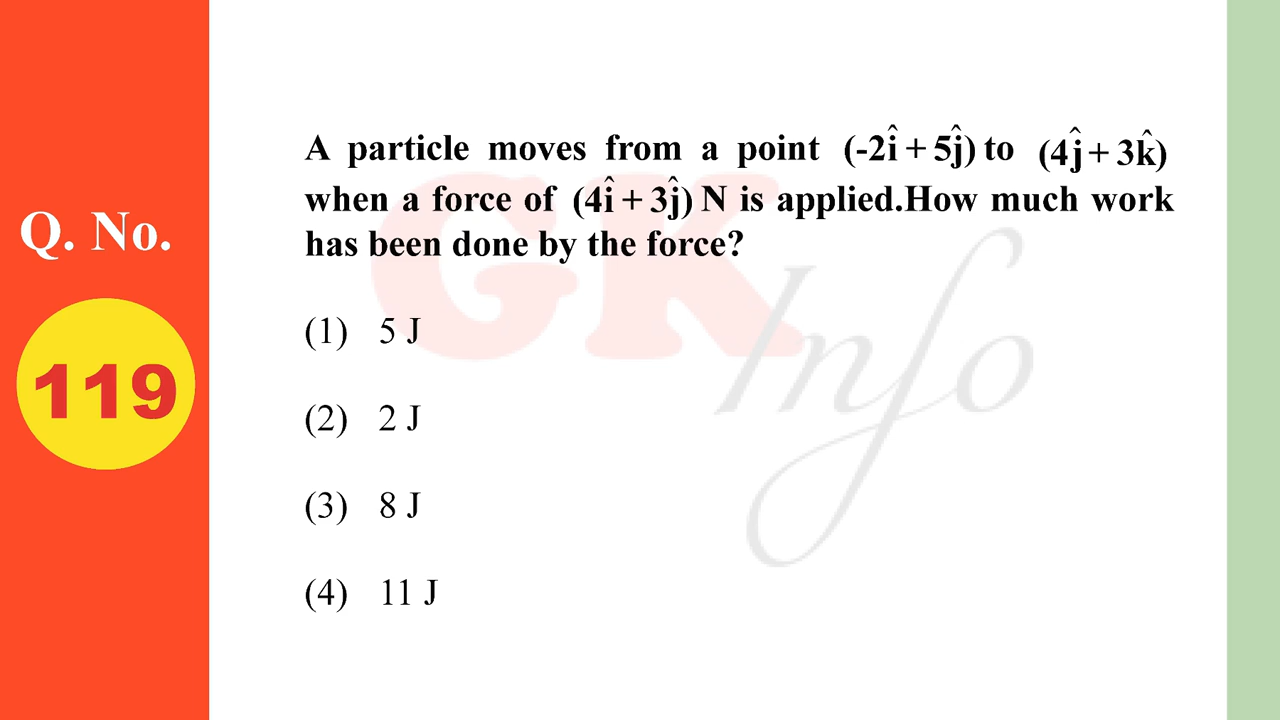 Q. No.
119
A particle moves from a point (-2î + 5ĵ) to (4ĵ + 3k̂)
when a force of (4î + 3ĵ) N is applied.How much work
has been done by the force?
(1) 5 J
(2) 2 J
(3) 8 J
(4) 11 J
GK
Info